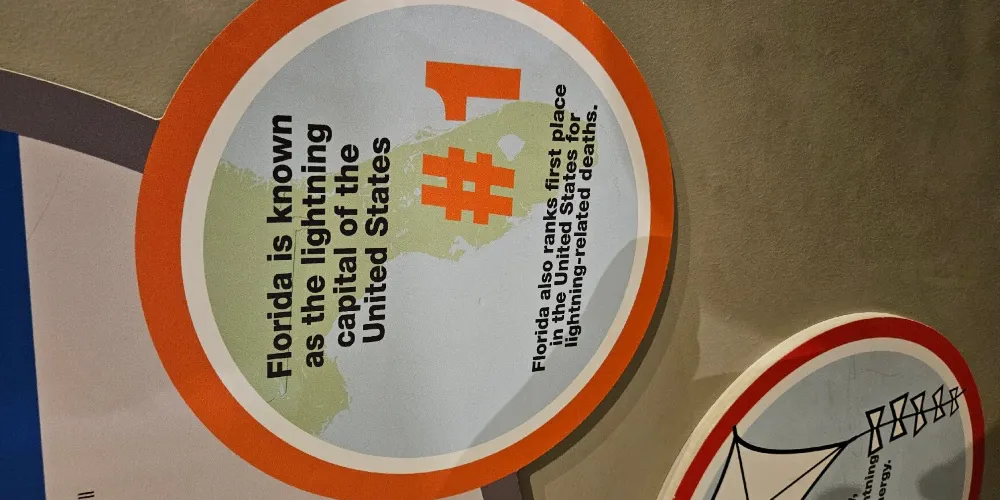 Florida is known
as the lightning
capital of the
United States
#1
Florida also ranks first place
in the United States for
lightning-related deaths.